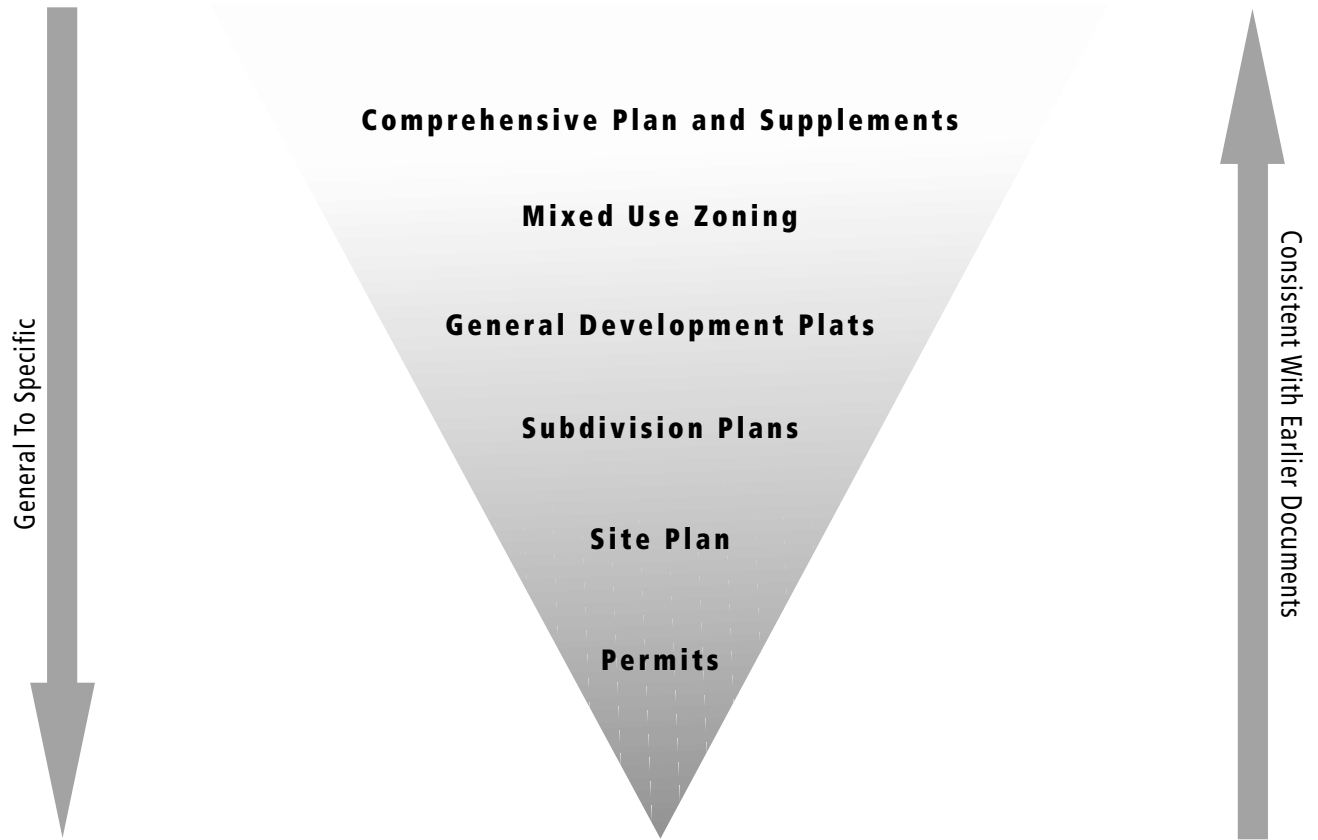 General To Specific
Comprehensive Plan and Supplements
Mixed Use Zoning
General Development Plats
Subdivision Plans
Site Plan
Permits
Consistent With Earlier Documents